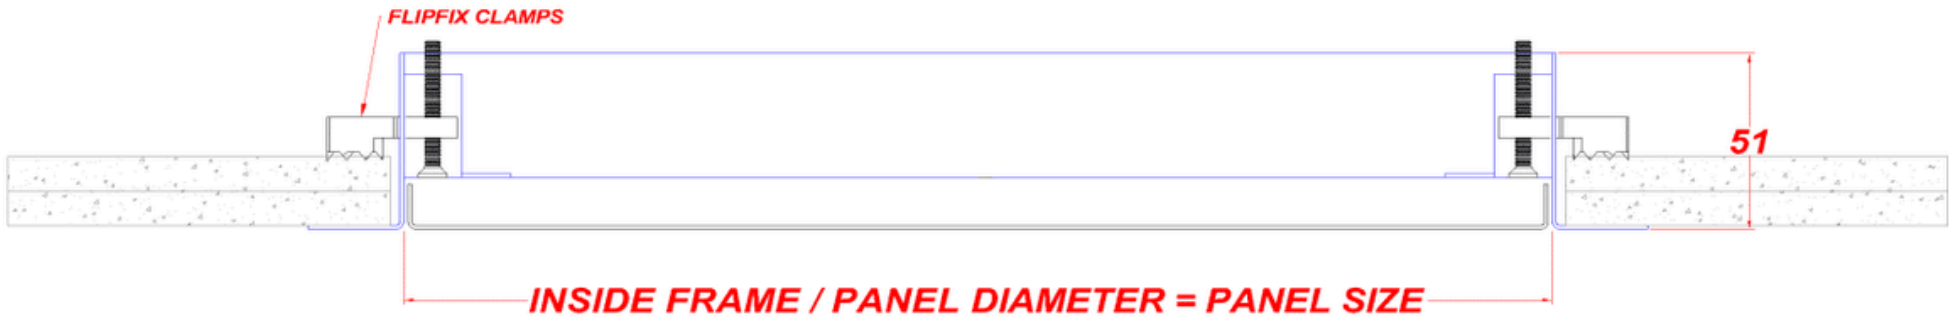 FLIPFIX CLAMPS
51
INSIDE FRAME / PANEL DIAMETER = PANEL SIZE